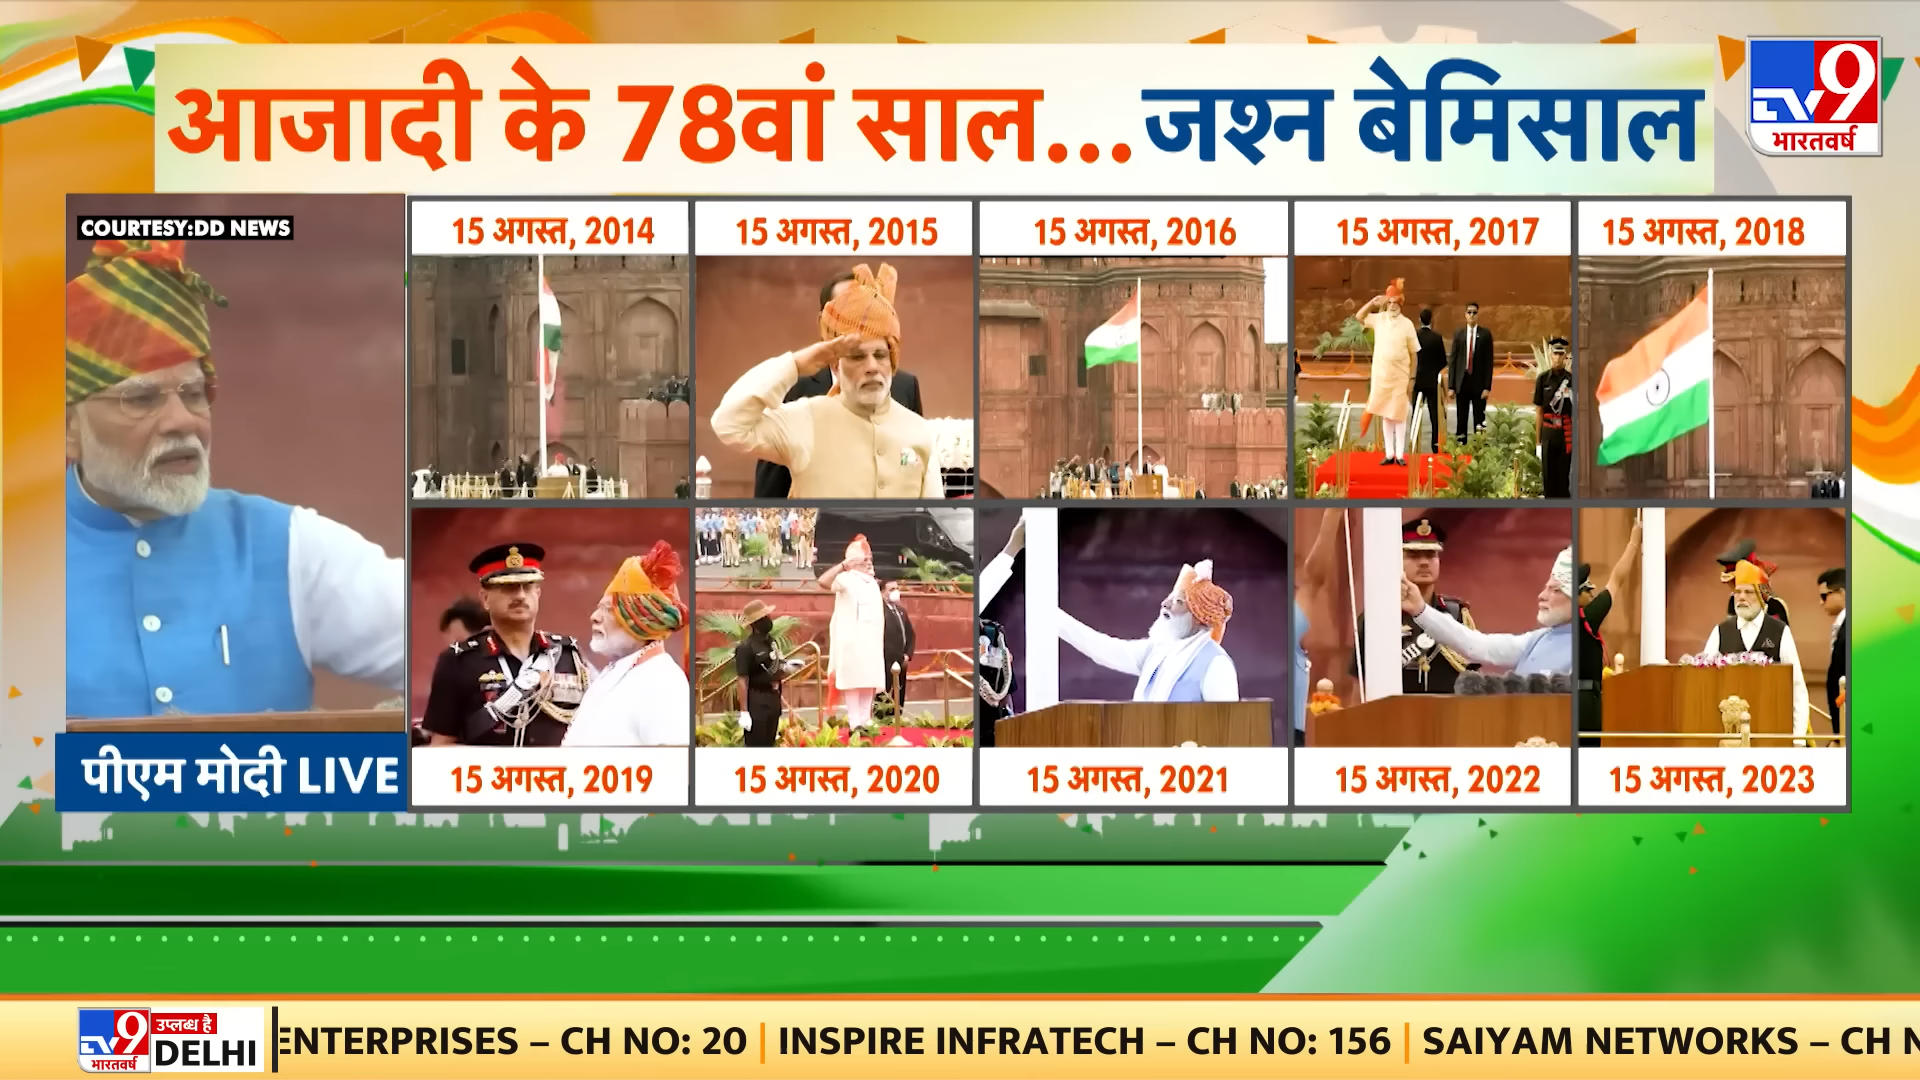 आजादी के 78वां साल...जश्न बेमिसाल
TV9
भारतवर्ष
COURTESY:DD NEWS
15 अगस्त, 2014
15 अगस्त, 2015
15 अगस्त, 2016
15 अगस्त, 2017
15 अगस्त, 2018
पीएम मोदी LIVE
15 अगस्त, 2019
15 अगस्त, 2020
15 अगस्त, 2021
15 अगस्त, 2022
15 अगस्त, 2023
TV9
भारतवर्ष
उप्लब्ध है
DELHI
ENTERPRISES – CH NO: 20 | INSPIRE INFRATECH – CH NO: 156 | SAIYAM NETWORKS – CH N